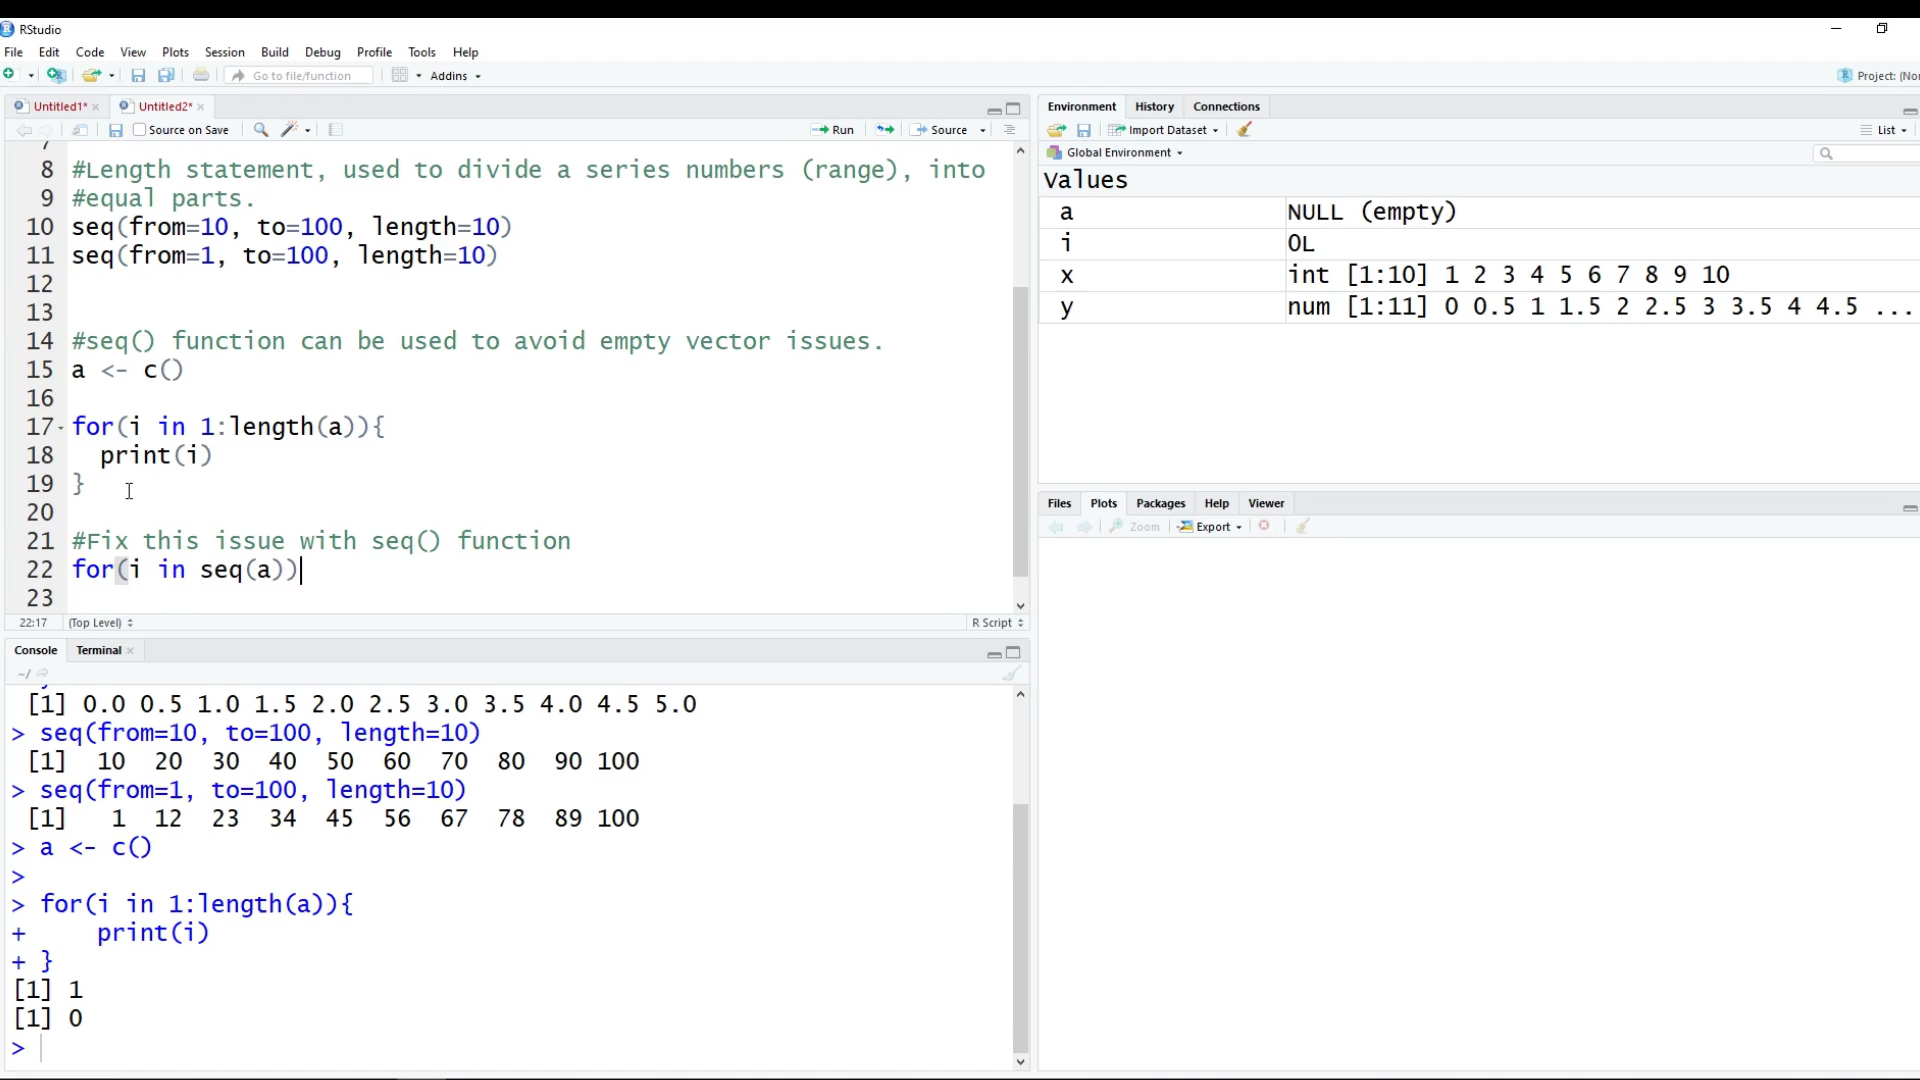 RStudio
File Edit Code View Plots Session Build Debug Profile Tools Help
Go to file/function Addins Project: (Nor
Untitled1* Untitled2*
Source on Save Run Source
8 #Length statement, used to divide a series numbers (range), into
9 #equal parts.
10 seq(from=10, to=100, length=10)
11 seq(from=1, to=100, length=10)
12
13
14 #seq() function can be used to avoid empty vector issues.
15 a <- c()
16
17 for(i in 1:length(a)){
18 print(i)
19 }
20
21 #Fix this issue with seq() function
22 for(i in seq(a))
23
22:17 (Top Level) R Script
Console Terminal
~/
[1] 0.0 0.5 1.0 1.5 2.0 2.5 3.0 3.5 4.0 4.5 5.0
> seq(from=10, to=100, length=10)
[1] 10 20 30 40 50 60 70 80 90 100
> seq(from=1, to=100, length=10)
[1] 1 12 23 34 45 56 67 78 89 100
> a <- c()
>
> for(i in 1:length(a)){
+ print(i)
+ }
[1] 1
[1] 0
>
Environment History Connections
Import Dataset List
Global Environment
Values
a NULL (empty)
i 0L
x int [1:10] 1 2 3 4 5 6 7 8 9 10
y num [1:11] 0 0.5 1 1.5 2 2.5 3 3.5 4 4.5 ...
Files Plots Packages Help Viewer
Zoom Export